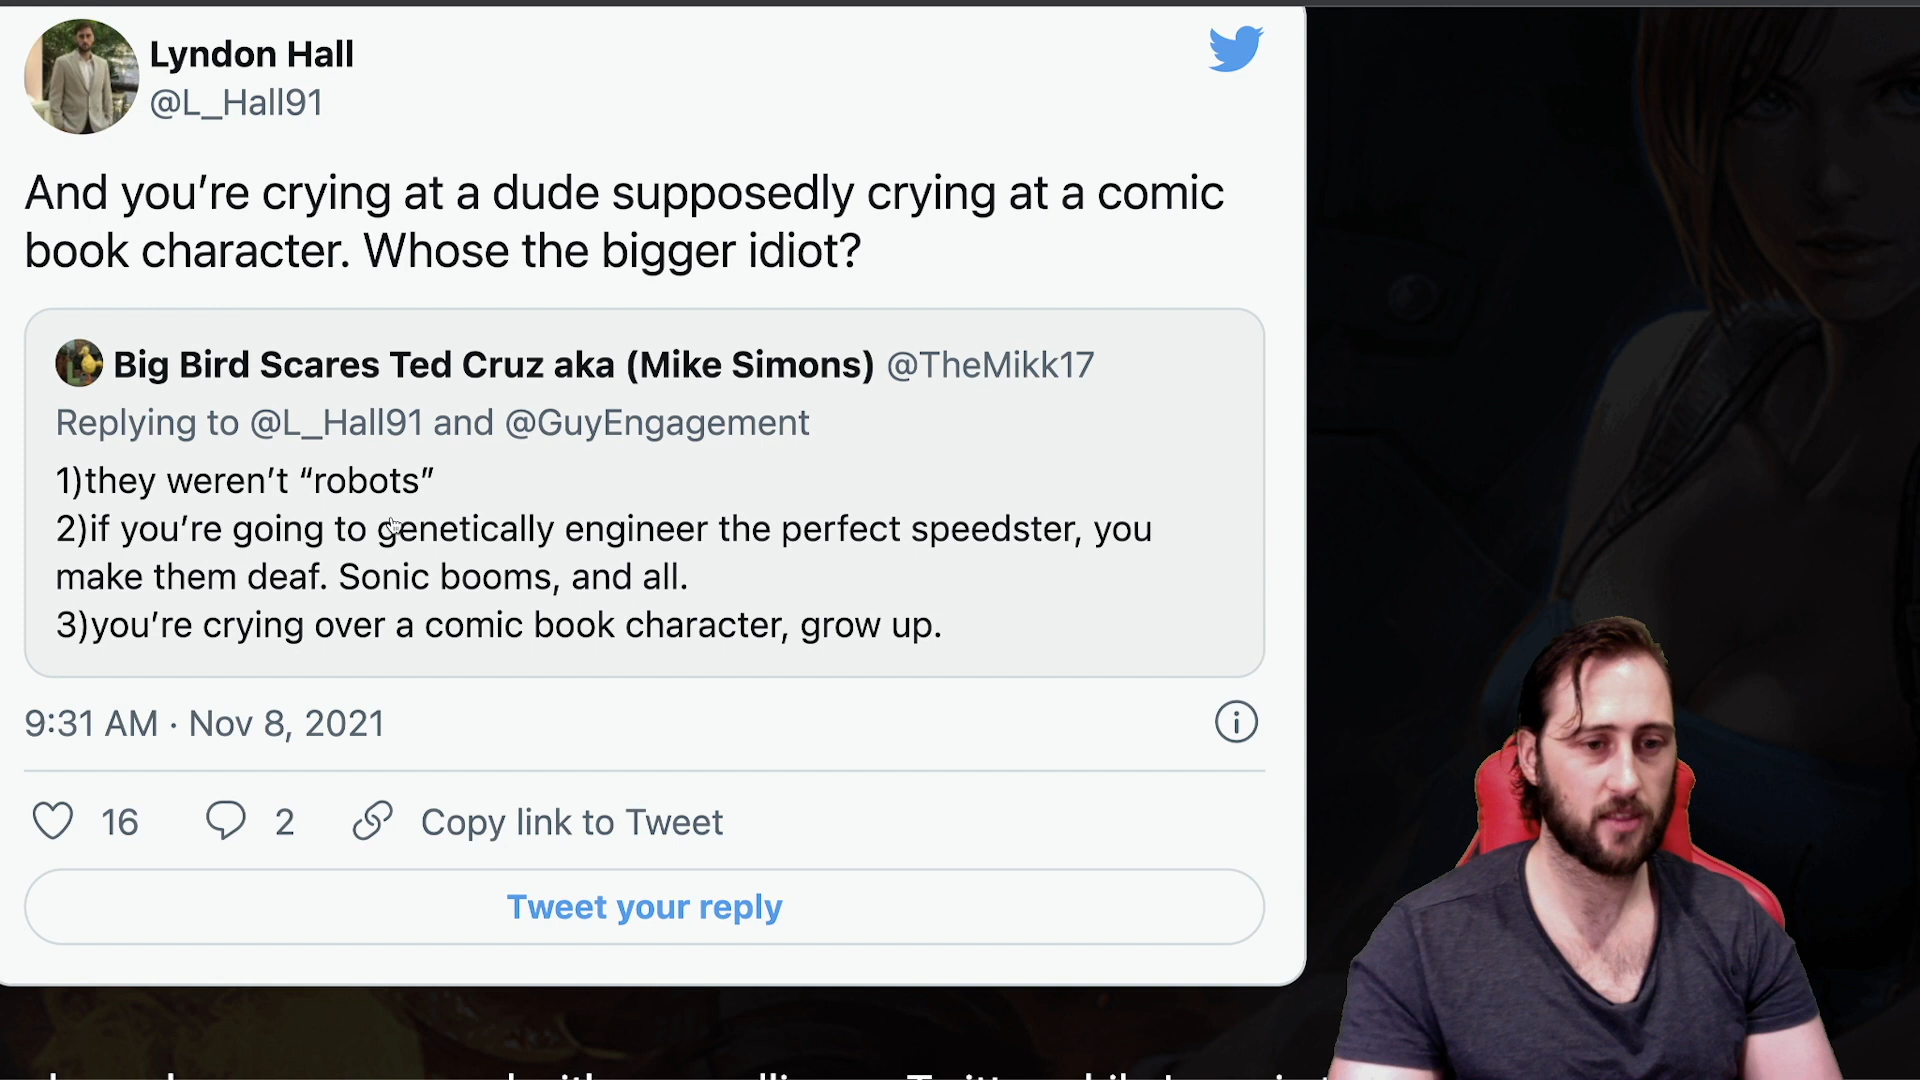 Lyndon Hall
@L_Hall91
And you’re crying at a dude supposedly crying at a comic
book character. Whose the bigger idiot?
Big Bird Scares Ted Cruz aka (Mike Simons) @TheMikk17
Replying to @L_Hall91 and @GuyEngagement
1)they weren’t “robots”
2)if you’re going to genetically engineer the perfect speedster, you
make them deaf. Sonic booms, and all.
3)you’re crying over a comic book character, grow up.
9:31 AM · Nov 8, 2021
16 2 Copy link to Tweet
Tweet your reply